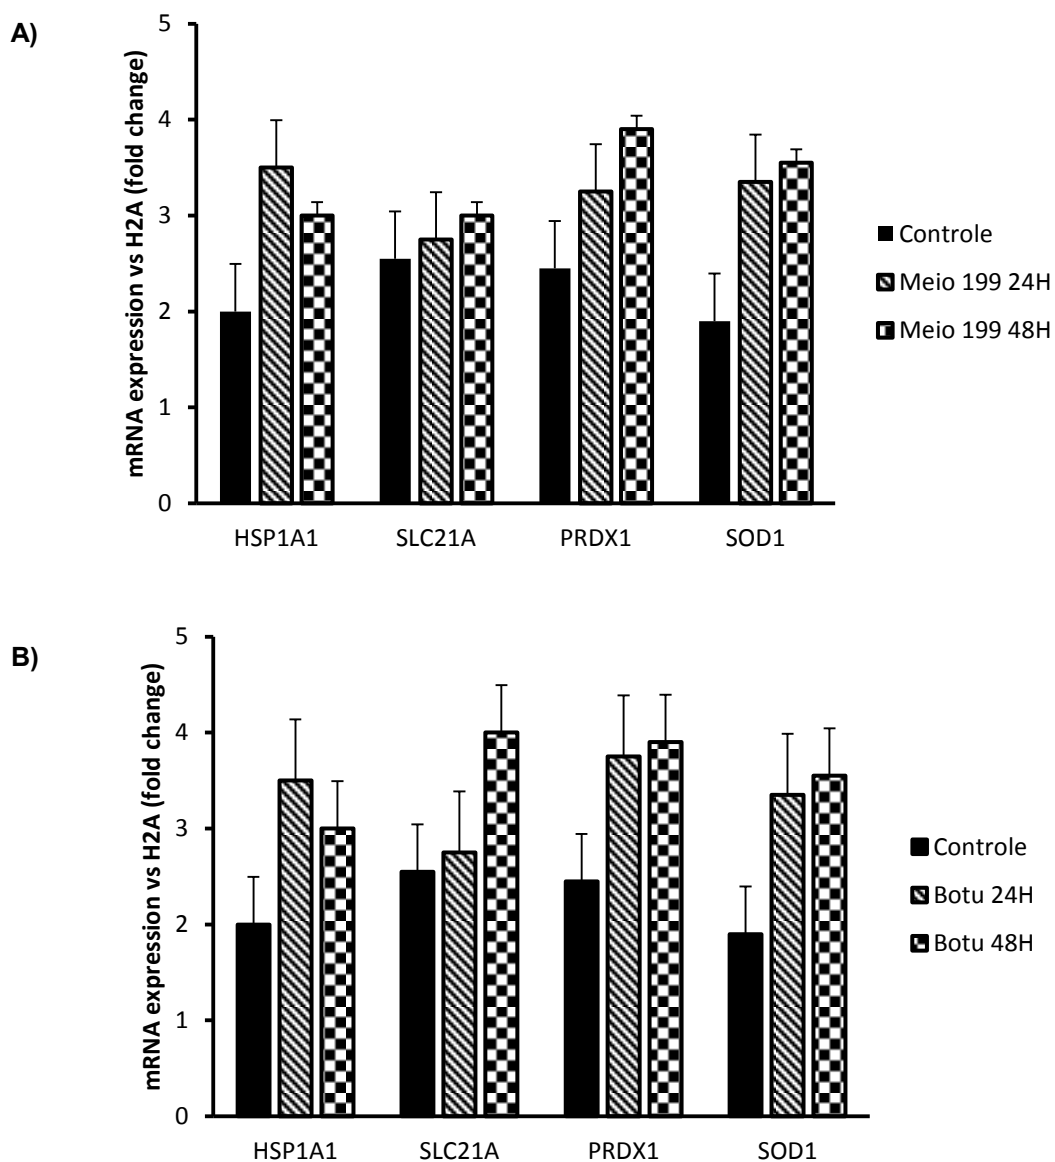 A)
mRNA expression vs H2A (fold change)
5
4
3
2
1
0
HSP1A1 SLC21A PRDX1 SOD1
Controle
Meio 199 24H
Meio 199 48H
B)
mRNA expression vs H2A (fold change)
5
4
3
2
1
0
HSP1A1 SLC21A PRDX1 SOD1
Controle
Botu 24H
Botu 48H